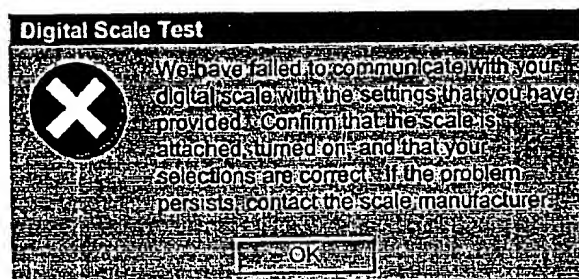 Digital Scale Test
We have failed to communicate with your
digital scale with the settings that you have
provided. Confirm that the scale is
attached, turned on, and that your
selections are correct. If the problem
persists, contact the scale manufacturer.
OK